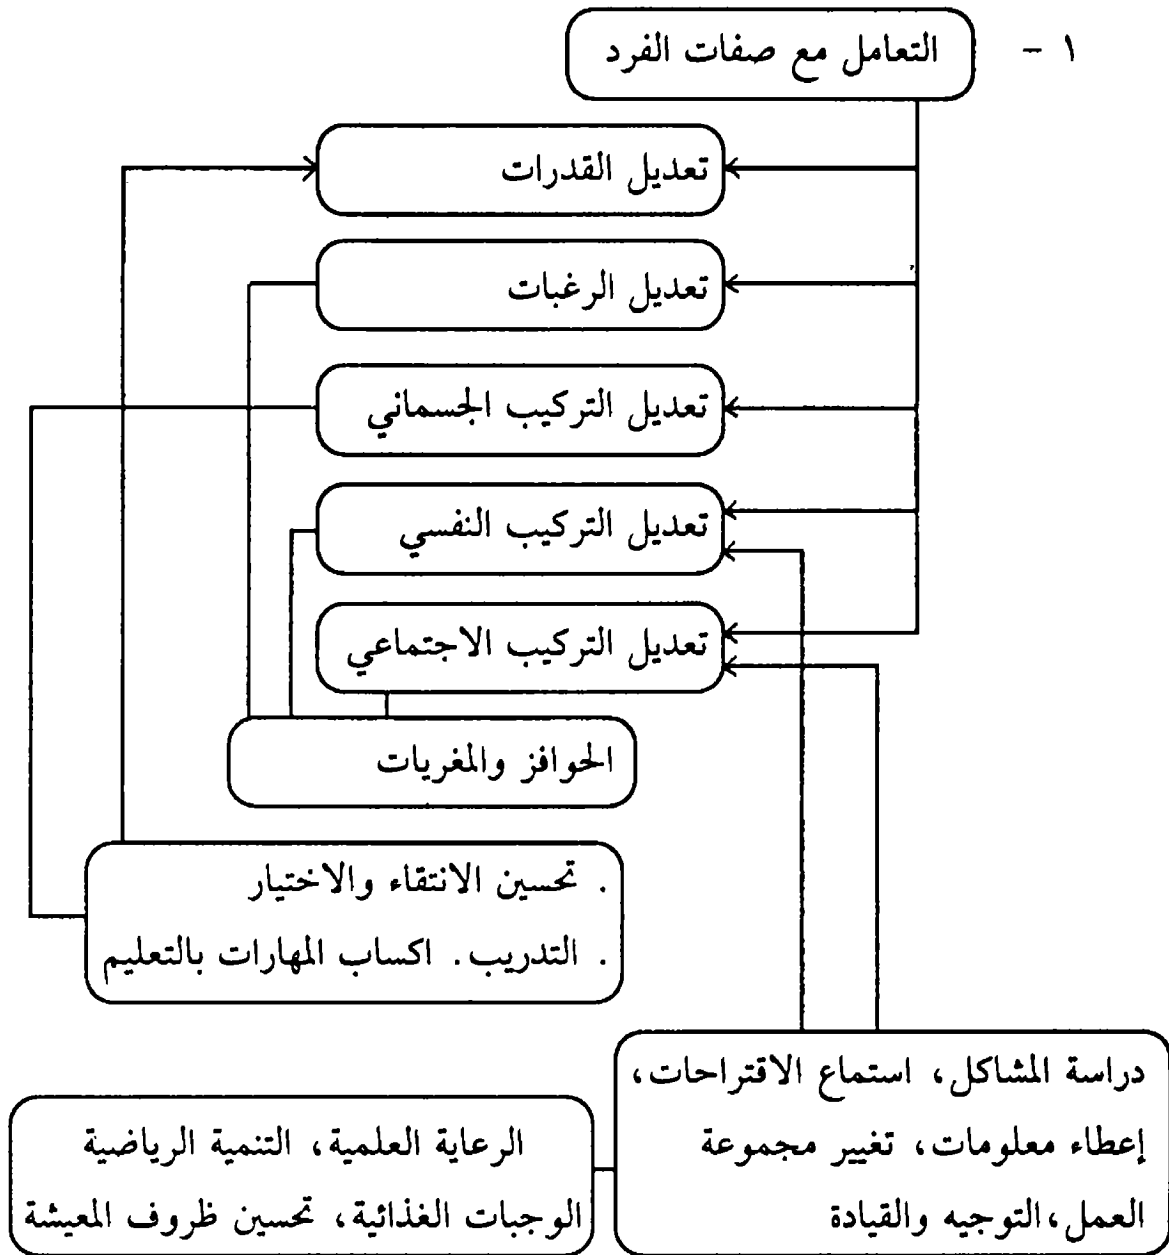 ١ - التعامل مع صفات الفرد
تعديل القدرات
تعديل الرغبات
تعديل التركيب الجسماني
تعديل التركيب النفسي
تعديل التركيب الاجتماعي
الحوافز والمغريات
. تحسين الانتقاء والاختيار
. التدريب . اكساب المهارات بالتعليم
دراسة المشاكل، استماع الاقتراحات،
إعطاء معلومات، تغيير مجموعة
العمل،التوجيه والقيادة
الرعاية العلمية، التنمية الرياضية
الوجبات الغذائية، تحسين ظروف المعيشة